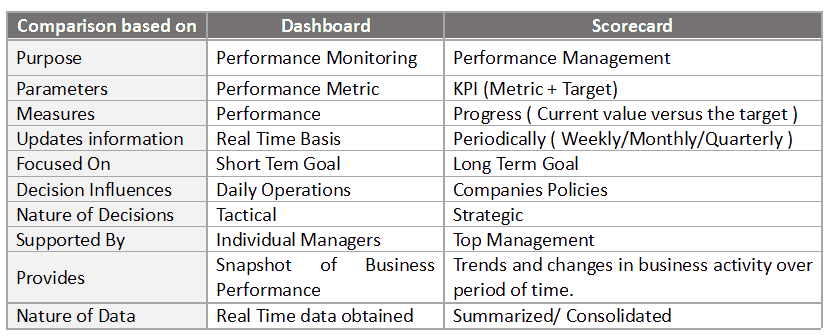 Comparison based on Dashboard Scorecard
Purpose Performance Monitoring Performance Management
Parameters Performance Metric KPI (Metric + Target)
Measures Performance Progress ( Current value versus the target )
Updates information Real Time Basis Periodically ( Weekly/Monthly/Quarterly )
Focused On Short Tem Goal Long Term Goal
Decision Influences Daily Operations Companies Policies
Nature of Decisions Tactical Strategic
Supported By Individual Managers Top Management
Provides Snapshot of Business Performance Trends and changes in business activity over period of time.
Nature of Data Real Time data obtained Summarized/ Consolidated